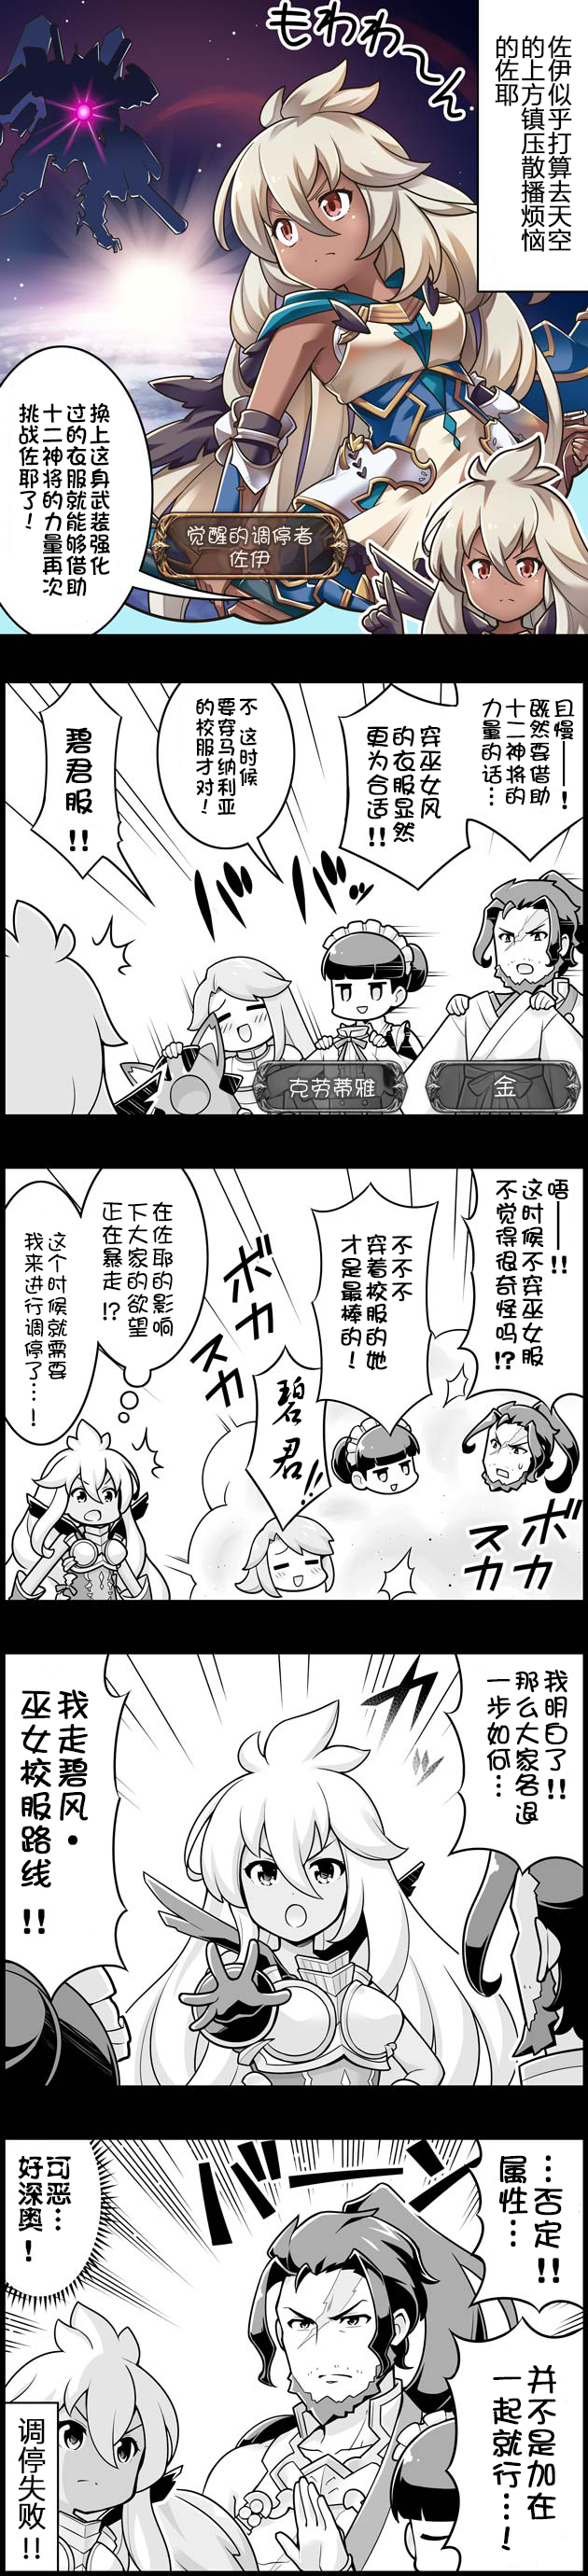 佐伊似乎打算去天空
的上方镇压散播烦恼
的佐耶
もわわ〜ん
换上这身武装强化
过的衣服就能够借助
十二神将的力量再次
挑战佐耶了！
觉醒的调停者
佐伊
且慢——！
既然要借助
十二神将的
力量的话…
穿巫女风
的衣服显然
更为合适!!
不 这时候
要穿马纳利亚
的校服才对！
碧君服!!
バババッ
克劳蒂雅
金
唔——!!
这时候不穿巫女服
不觉得很奇怪吗!?
不不不
穿着校服的她
才是最棒的！
碧君!!
ボカ
スカ
ボカ
スカ
在佐耶的影响
下大家的欲望
正在暴走!?
这个时候就需要
我来进行调停了…！
我明白了!!
那么大家各退
一步如何…
カッ
我走碧风・
巫女校服路线
!!
…否定!!
属性…
并不是加在
一起就行…！
バーン
可恶…
好深奥！
调停失败!!